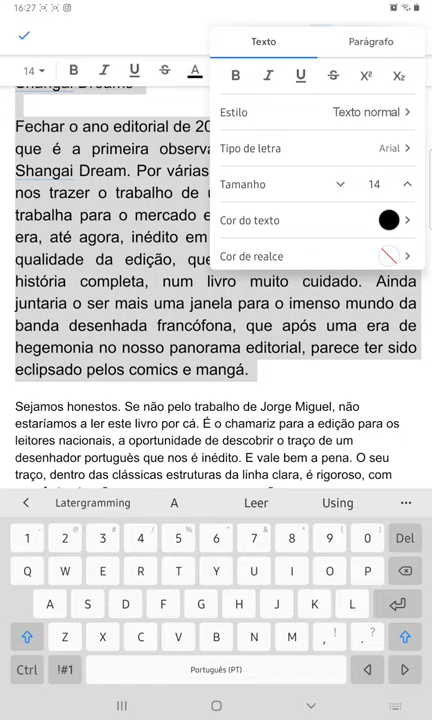 16:27
Texto
Parágrafo
14
B I U S A
B I U S X² X₂
Shangai Dreams
Estilo
Texto normal
Fechar o ano editorial de 20
que é a primeira observa
Tipo de letra
Arial
Shangai Dream. Por várias
nos trazer o trabalho de
Tamanho
14
trabalha para o mercado e
era, até agora, inédito em
Cor do texto
qualidade da edição, que
Cor de realce
história completa, num livro muito cuidado. Ainda
juntaria o ser mais uma janela para o imenso mundo da
banda desenhada francófona, que após uma era de
hegemonia no nosso panorama editorial, parece ter sido
eclipsado pelos comics e mangá.
Sejamos honestos. Se não pelo trabalho de Jorge Miguel, não
estaríamos a ler este livro por cá. É o chamariz para a edição para os
leitores nacionais, a oportunidade de descobrir o traço de um
desenhador português que nos é inédito. E vale bem a pena. O seu
traço, dentro das clássicas estruturas da linha clara, é rigoroso, com
Latergramming
A
Leer
Using
1 2 3 4 5 6 7 8 9 0 Del
Q W E R T Y U I O P
A S D F G H J K L
Z X C V B N M , ! . ?
Ctrl !#1 Português (PT)